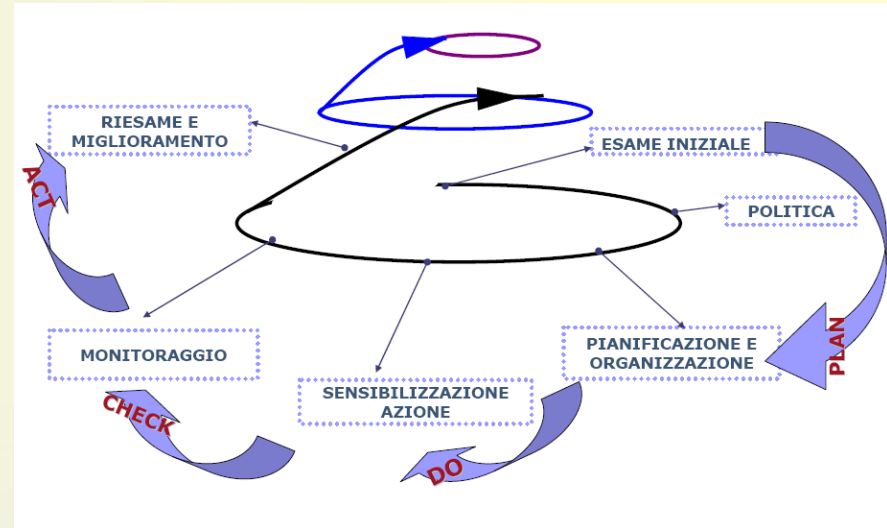 RIESAME E
MIGLIORAMENTO
ESAME INIZIALE
POLITICA
ACT
PIANIFICAZIONE E
ORGANIZZAZIONE
PLAN
MONITORAGGIO
SENSIBILIZZAZIONE
AZIONE
CHECK
DO